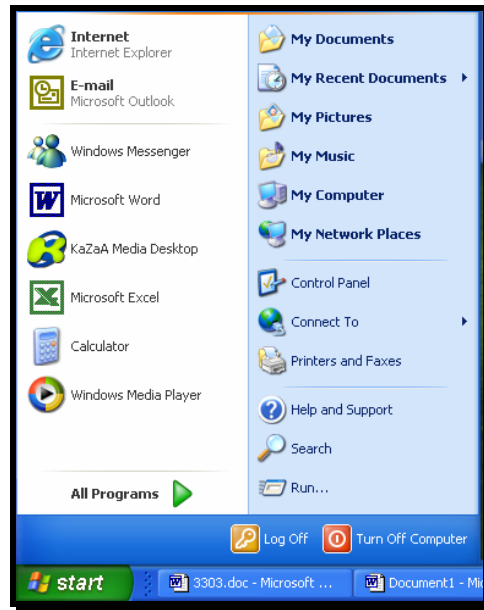 Internet
Internet Explorer
E-mail
Microsoft Outlook
Windows Messenger
Microsoft Word
KaZaA Media Desktop
Microsoft Excel
Calculator
Windows Media Player
All Programs
My Documents
My Recent Documents
My Pictures
My Music
My Computer
My Network Places
Control Panel
Connect To
Printers and Faxes
Help and Support
Search
Run...
Log Off
Turn Off Computer
start
3303.doc - Microsoft ...
Document1 - Mic